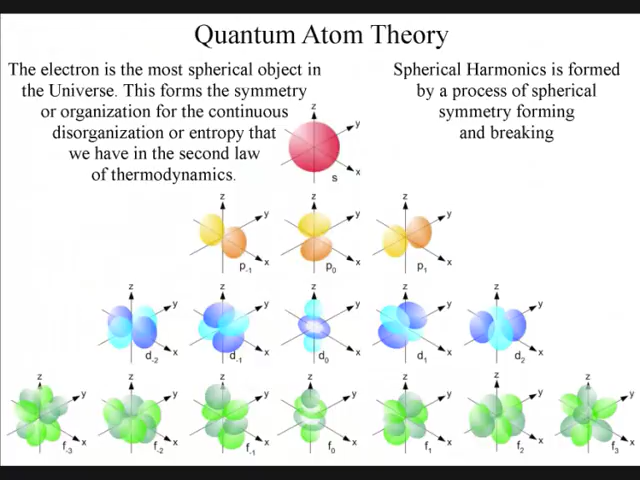 Quantum Atom Theory
The electron is the most spherical object in
the Universe. This forms the symmetry
or organization for the continuous
disorganization or entropy that
we have in the second law
of thermodynamics.
Spherical Harmonics is formed
by a process of spherical
symmetry forming
and breaking
z
y
x
s
z z z
y y y
x x x
p-1 p0 p1
z z z z z
y y y y y
x x x x x
d-2 d-1 d0 d1 d2
z z z z z z z
y y y y y y y
x x x x x x x
f-3 f-2 f-1 f0 f1 f2 f3